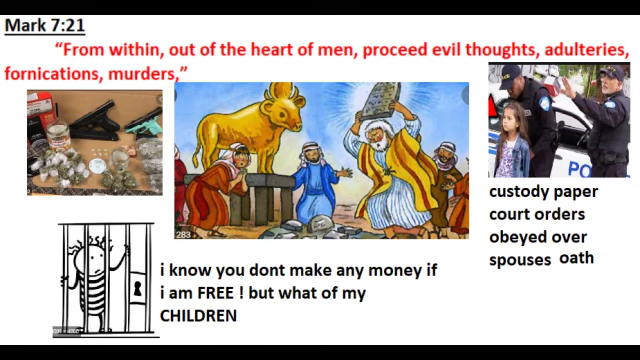 Mark 7:21
“From within, out of the heart of men, proceed evil thoughts, adulteries,
fornications, murders,”
PO
custody paper
court orders
obeyed over
spouses oath
283
i know you dont make any money if
i am FREE ! but what of my
CHILDREN